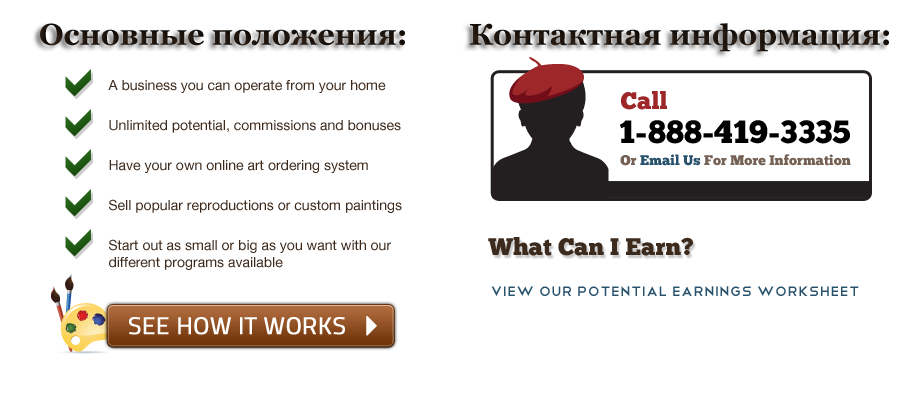 Основные положения:
A business you can operate from your home
Unlimited potential, commissions and bonuses
Have your own online art ordering system
Sell popular reproductions or custom paintings
Start out as small or big as you want with our
different programs available
SEE HOW IT WORKS
Контактная информация:
Call
1-888-419-3335
Or Email Us For More Information
What Can I Earn?
VIEW OUR POTENTIAL EARNINGS WORKSHEET